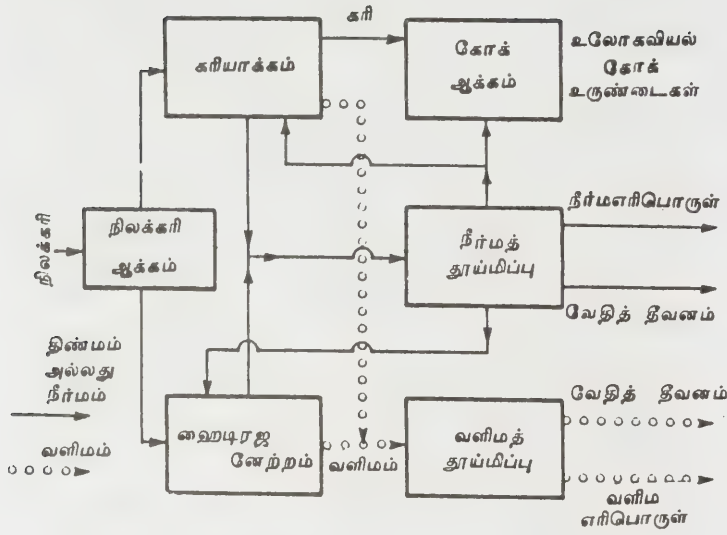 கரி
கரியாக்கம்
கோக்
ஆக்கம்
உலோகவியல்
கோக்
உருண்டைகள்
நிலக்கரி
நிலக்கரி
ஆக்கம்
நீர்மத்
தூய்மிப்பு
நீர்மஎரிபொருள்
வேதித் தீவனம்
திண்மம்
அல்லது
நீர்மம்
வளிமம்
ஹைடிரஜ
னேற்றம்
வளிமம்
வளிமத்
தூய்மிப்பு
வேதித் தீவனம்
வளிம
எரிபொருள்